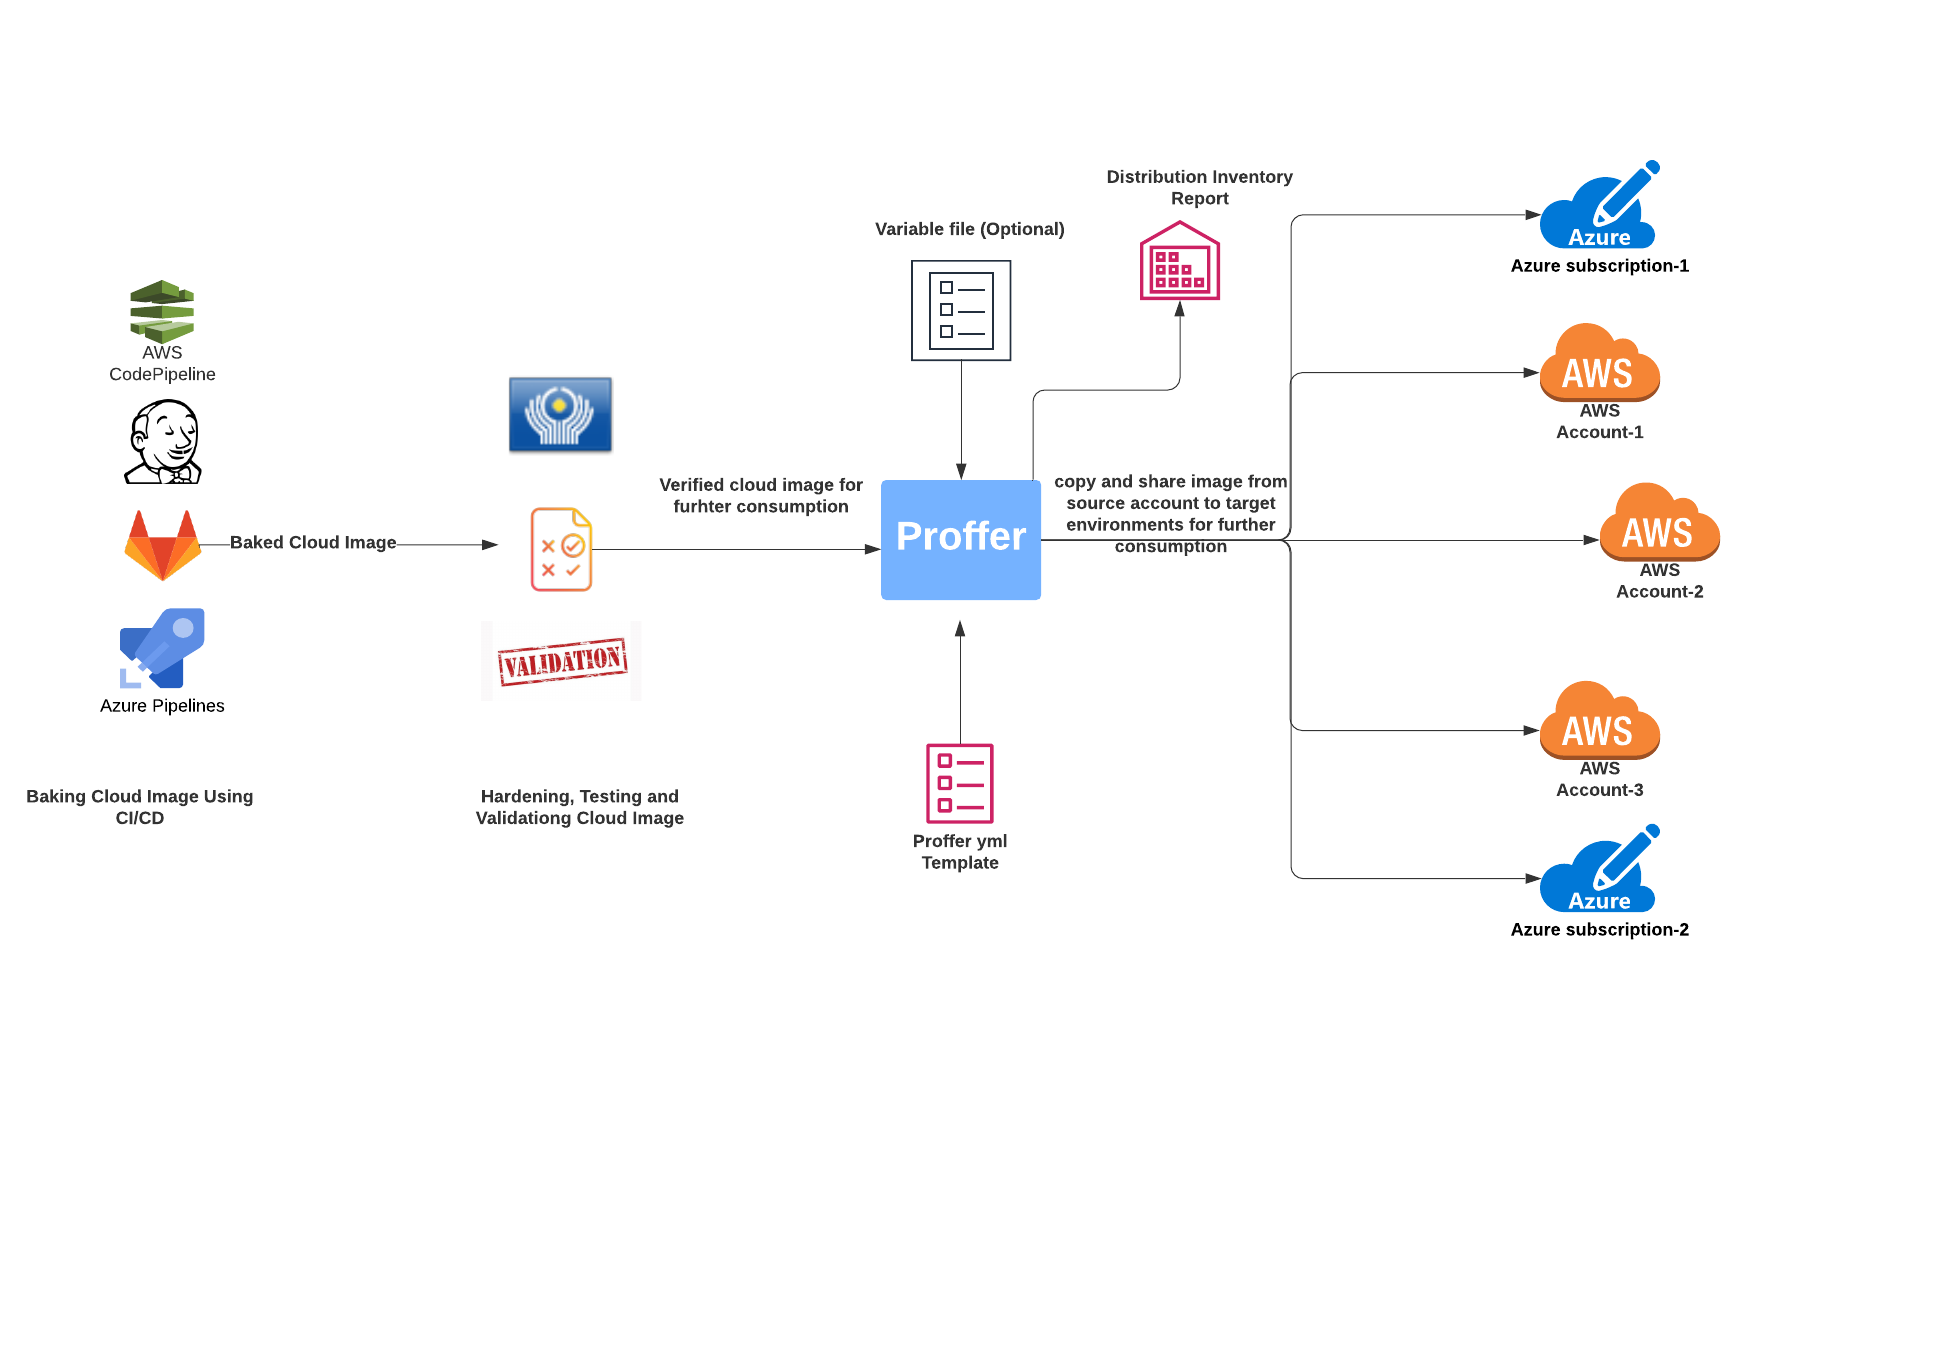 AWS
CodePipeline
Baked Cloud Image
Azure Pipelines
Baking Cloud Image Using
CI/CD
VALIDATION
Hardening, Testing and
Validationg Cloud Image
Verified cloud image for
furhter consumption
Variable file (Optional)
Proffer
Proffer yml
Template
Distribution Inventory
Report
copy and share image from
source account to target
environments for further
consumption
Azure
Azure subscription-1
AWS
AWS
Account-1
AWS
AWS
Account-2
AWS
AWS
Account-3
Azure
Azure subscription-2